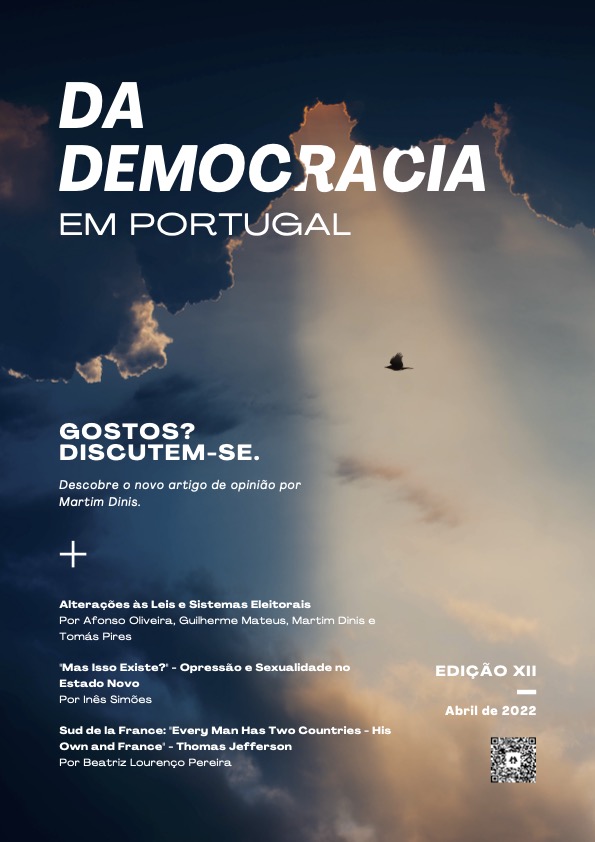 DA
DEMOCRACIA
EM PORTUGAL
GOSTOS?
DISCUTEM-SE.
Descobre o novo artigo de opinião por
Martim Dinis.
+
Alterações às Leis e Sistemas Eleitorais
Por Afonso Oliveira, Guilherme Mateus, Martim Dinis e
Tomás Pires
"Mas Isso Existe?" - Opressão e Sexualidade no
Estado Novo
Por Inês Simões
Sud de la France: "Every Man Has Two Countries - His
Own and France" - Thomas Jefferson
Por Beatriz Lourenço Pereira
EDIÇÃO XII
Abril de 2022